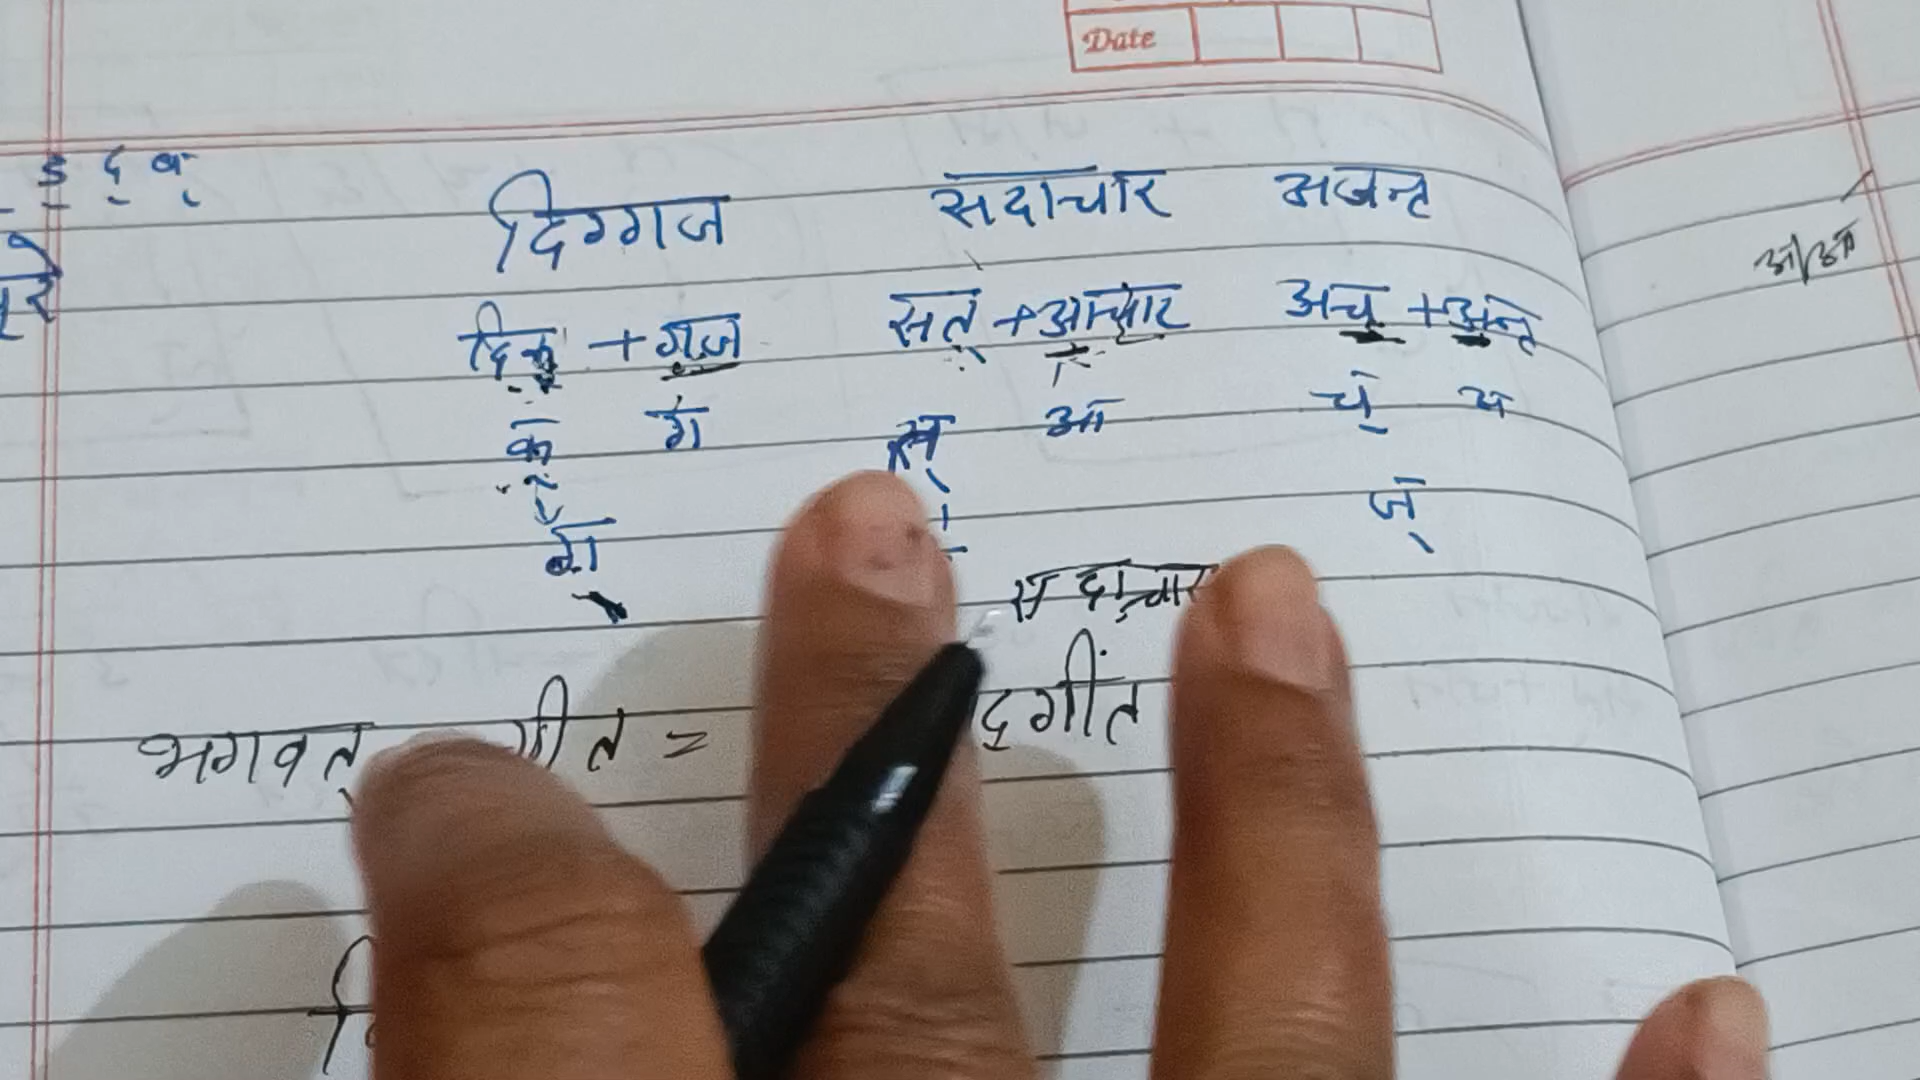 Date
ड् द् ब्
दिग्गज सदाचार अजन्त
आ/आ
दिक् + गज सत् + आचार अच् + अन्त
क ग त् आ च् अ
ग ज्
सदाचार
भगवत् गीत = द्गीत